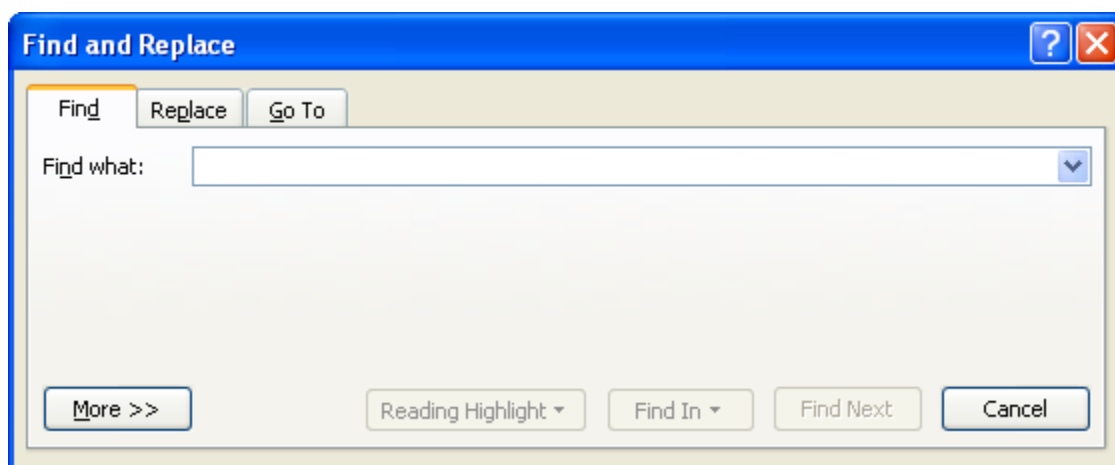 Find and Replace
Find Replace Go To
Find what:
More >> Reading Highlight Find In Find Next Cancel